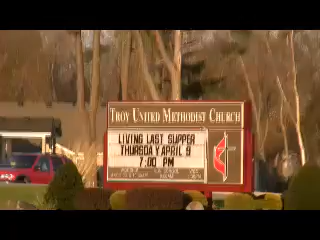 TROY UNITED METHODIST CHURCH
LIVING LAST SUPPER
THURSDAY APRIL 9
7:00 PM